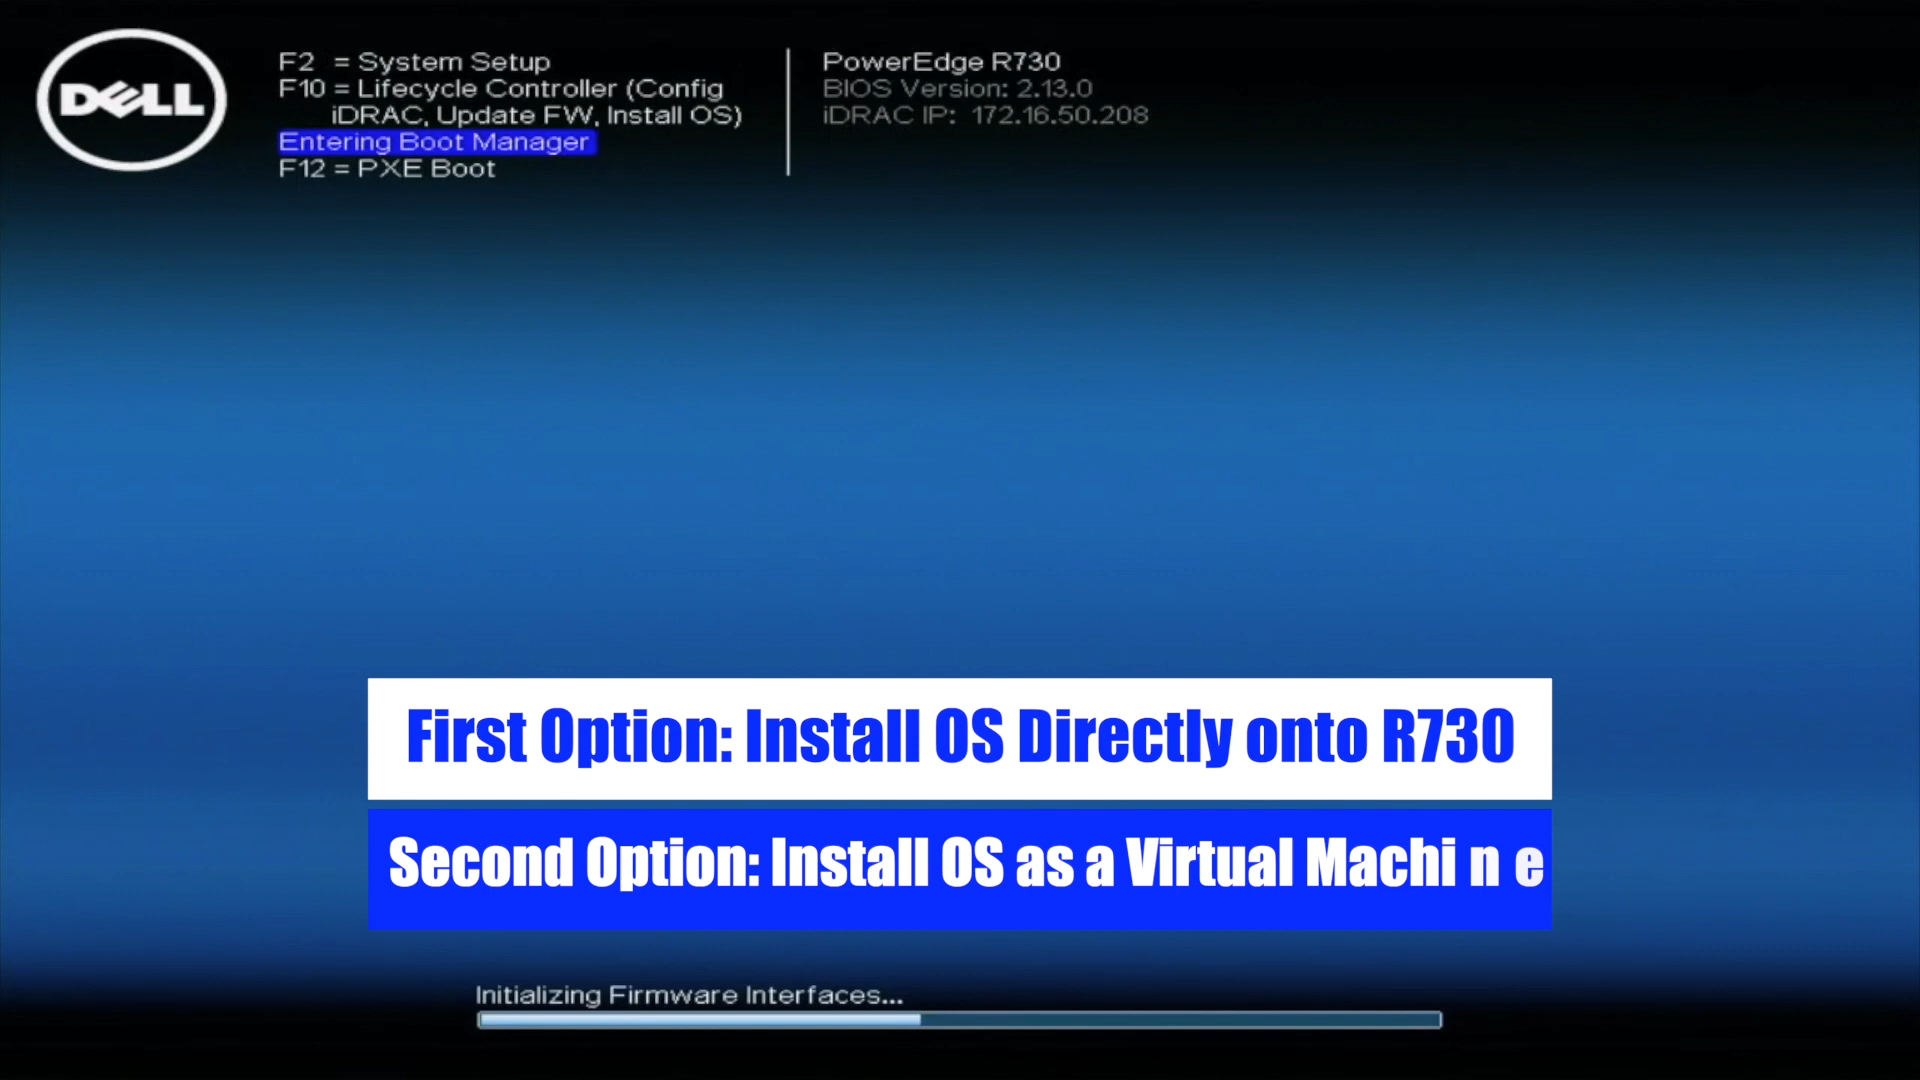 DELL
F2 = System Setup
F10 = Lifecycle Controller (Config
iDRAC, Update FW, Install OS)
Entering Boot Manager
F12 = PXE Boot
PowerEdge R730
BIOS Version: 2.13.0
iDRAC IP: 172.16.50.208
First Option: Install OS Directly onto R730
Second Option: Install OS as a Virtual Machine
Initializing Firmware Interfaces...